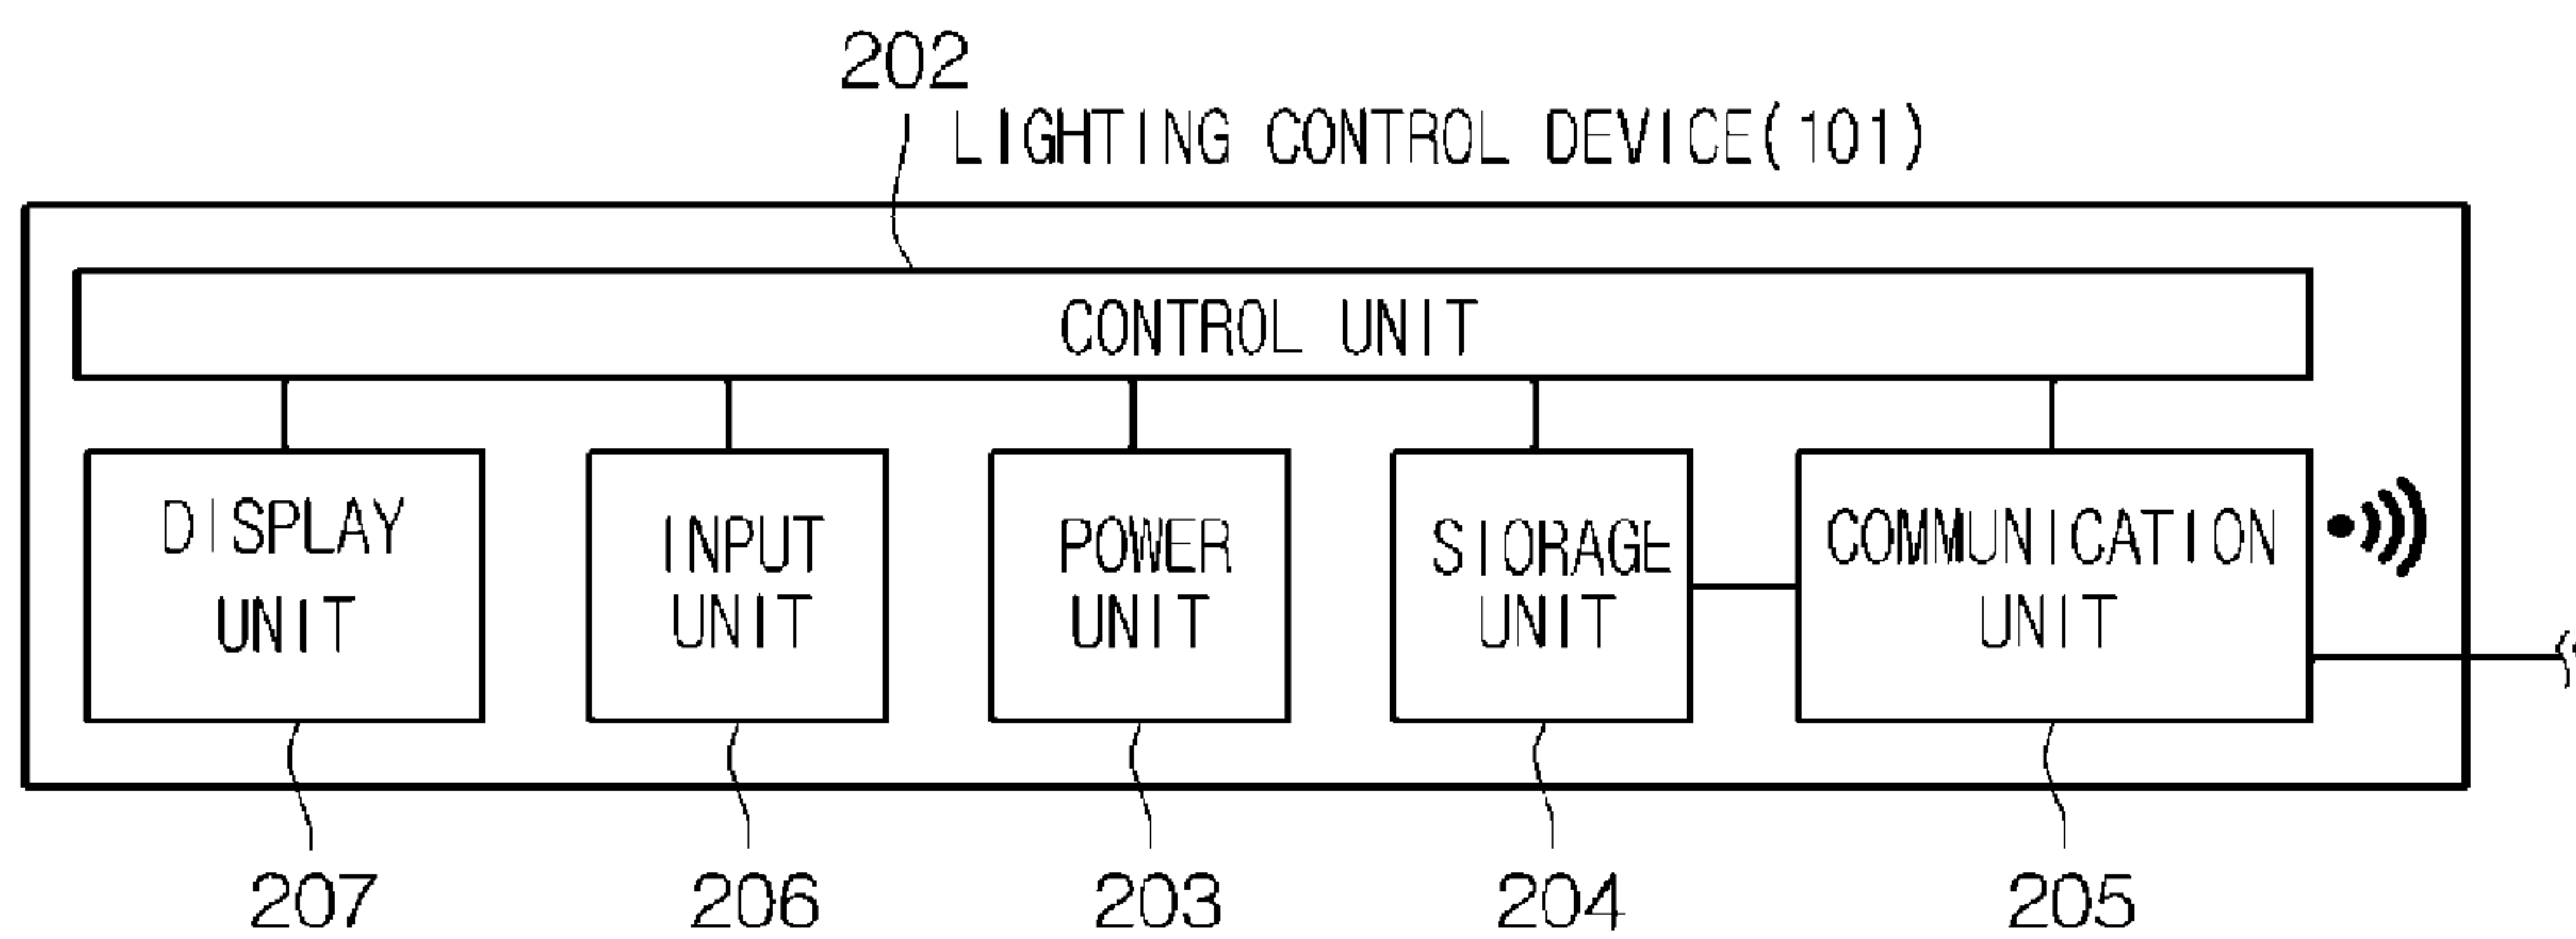 202
LIGHTING CONTROL DEVICE(101)
CONTROL UNIT
DISPLAY
UNIT
INPUT
UNIT
POWER
UNIT
STORAGE
UNIT
COMMUNICATION
UNIT
207
206
203
204
205